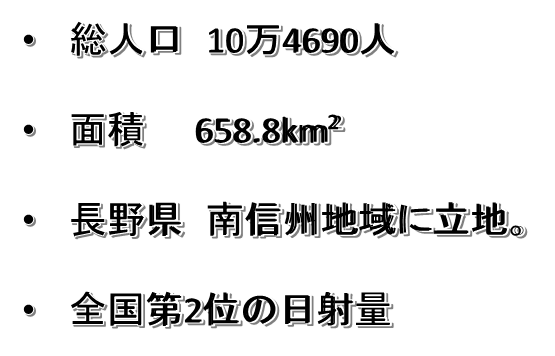 • 総人口 10万4690人
• 面積 658.8km²
• 長野県 南信州地域に立地。
• 全国第2位の日射量